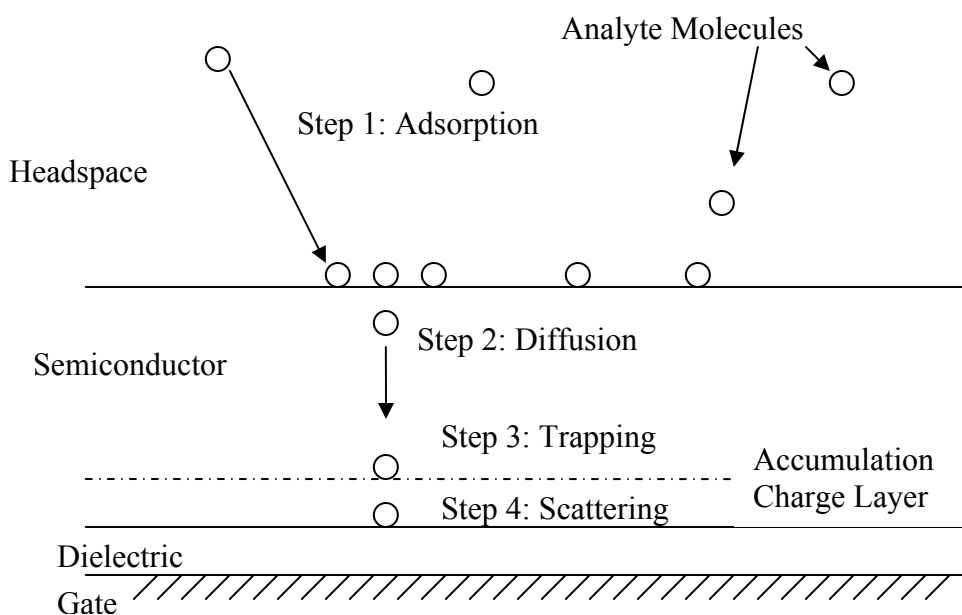 Analyte Molecules
Step 1: Adsorption
Headspace
Step 2: Diffusion
Semiconductor
Step 3: Trapping
Accumulation
Charge Layer
Step 4: Scattering
Dielectric
Gate